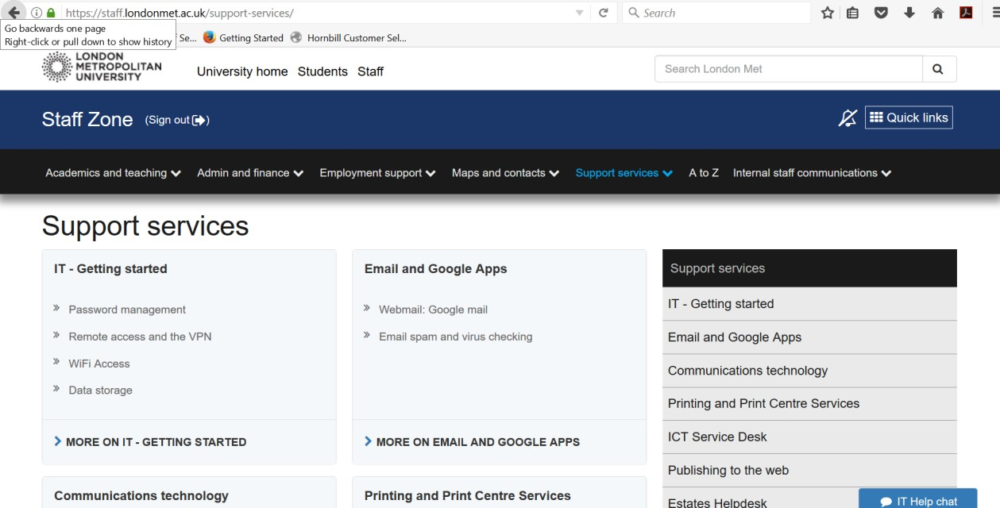 https://staff.londonmet.ac.uk/support-services/
Search
Go backwards one page
Right-click or pull down to show history
Se...
Getting Started
Hornbill Customer Sel...
LONDON
METROPOLITAN
UNIVERSITY
University home
Students
Staff
Search London Met
Staff Zone
(Sign out)
Quick links
Academics and teaching
Admin and finance
Employment support
Maps and contacts
Support services
A to Z
Internal staff communications
Support services
IT - Getting started
Password management
Remote access and the VPN
WiFi Access
Data storage
MORE ON IT - GETTING STARTED
Email and Google Apps
Webmail: Google mail
Email spam and virus checking
MORE ON EMAIL AND GOOGLE APPS
Communications technology
Printing and Print Centre Services
Support services
IT - Getting started
Email and Google Apps
Communications technology
Printing and Print Centre Services
ICT Service Desk
Publishing to the web
Estates Helpdesk
IT Help chat